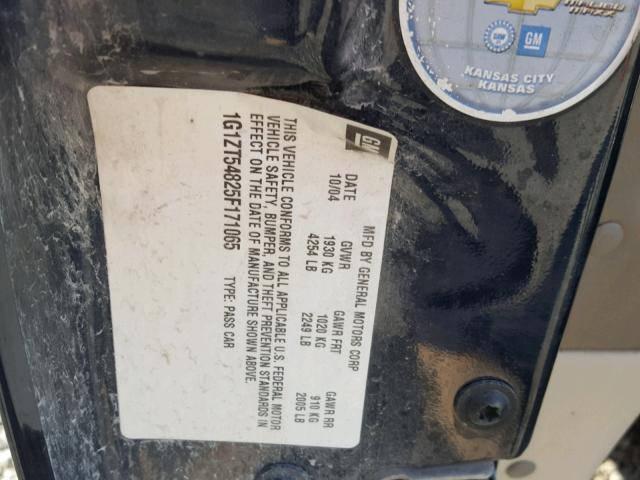 GM
MFD BY GENERAL MOTORS CORP
DATE GVWR GAWR FRT GAWR RR
10/04 1930 KG 1020 KG 910 KG
4254 LB 2249 LB 2005 LB
THIS VEHICLE CONFORMS TO ALL APPLICABLE U.S. FEDERAL MOTOR
VEHICLE SAFETY, BUMPER, AND THEFT PREVENTION STANDARDS IN
EFFECT ON THE DATE OF MANUFACTURE SHOWN ABOVE.
1G1ZT54825F171065 TYPE: PASS CAR
MALIBU
MAXX
GM
KANSAS CITY
KANSAS